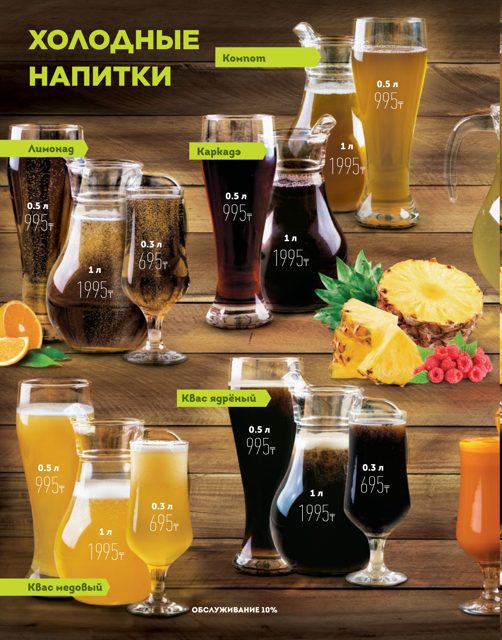 ХОЛОДНЫЕ
НАПИТКИ
Компот
0.5 л
995₸
1 л
1995₸
Лимонад
0.5 л
995₸
1 л
1995₸
0.3 л
695₸
Каркадэ
0.5 л
995₸
1 л
1995₸
Квас медовый
0.5 л
995₸
1 л
1995₸
0.3 л
695₸
Квас ядрёный
0.5 л
995₸
1 л
1995₸
0.3 л
695₸
ОБСЛУЖИВАНИЕ 10%